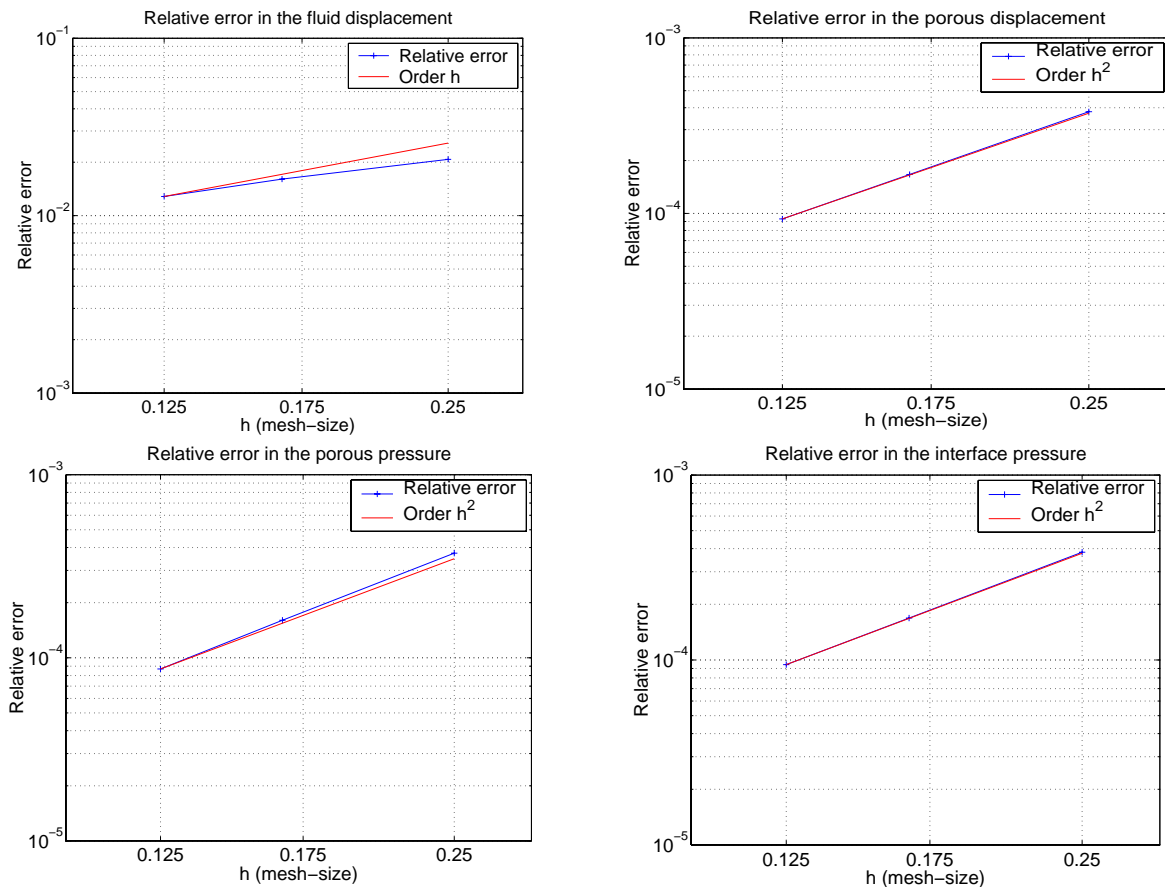 Relative error in the fluid displacement
10^-1
10^-2
10^-3
Relative error
Relative error
Order h
0.125
0.175
0.25
h (mesh-size)
Relative error in the porous displacement
10^-3
10^-4
10^-5
Relative error
Relative error
Order h^2
0.125
0.175
0.25
h (mesh-size)
Relative error in the porous pressure
10^-3
10^-4
10^-5
Relative error
Relative error
Order h^2
0.125
0.175
0.25
h (mesh-size)
Relative error in the interface pressure
10^-3
10^-4
10^-5
Relative error
Relative error
Order h^2
0.125
0.175
0.25
h (mesh-size)